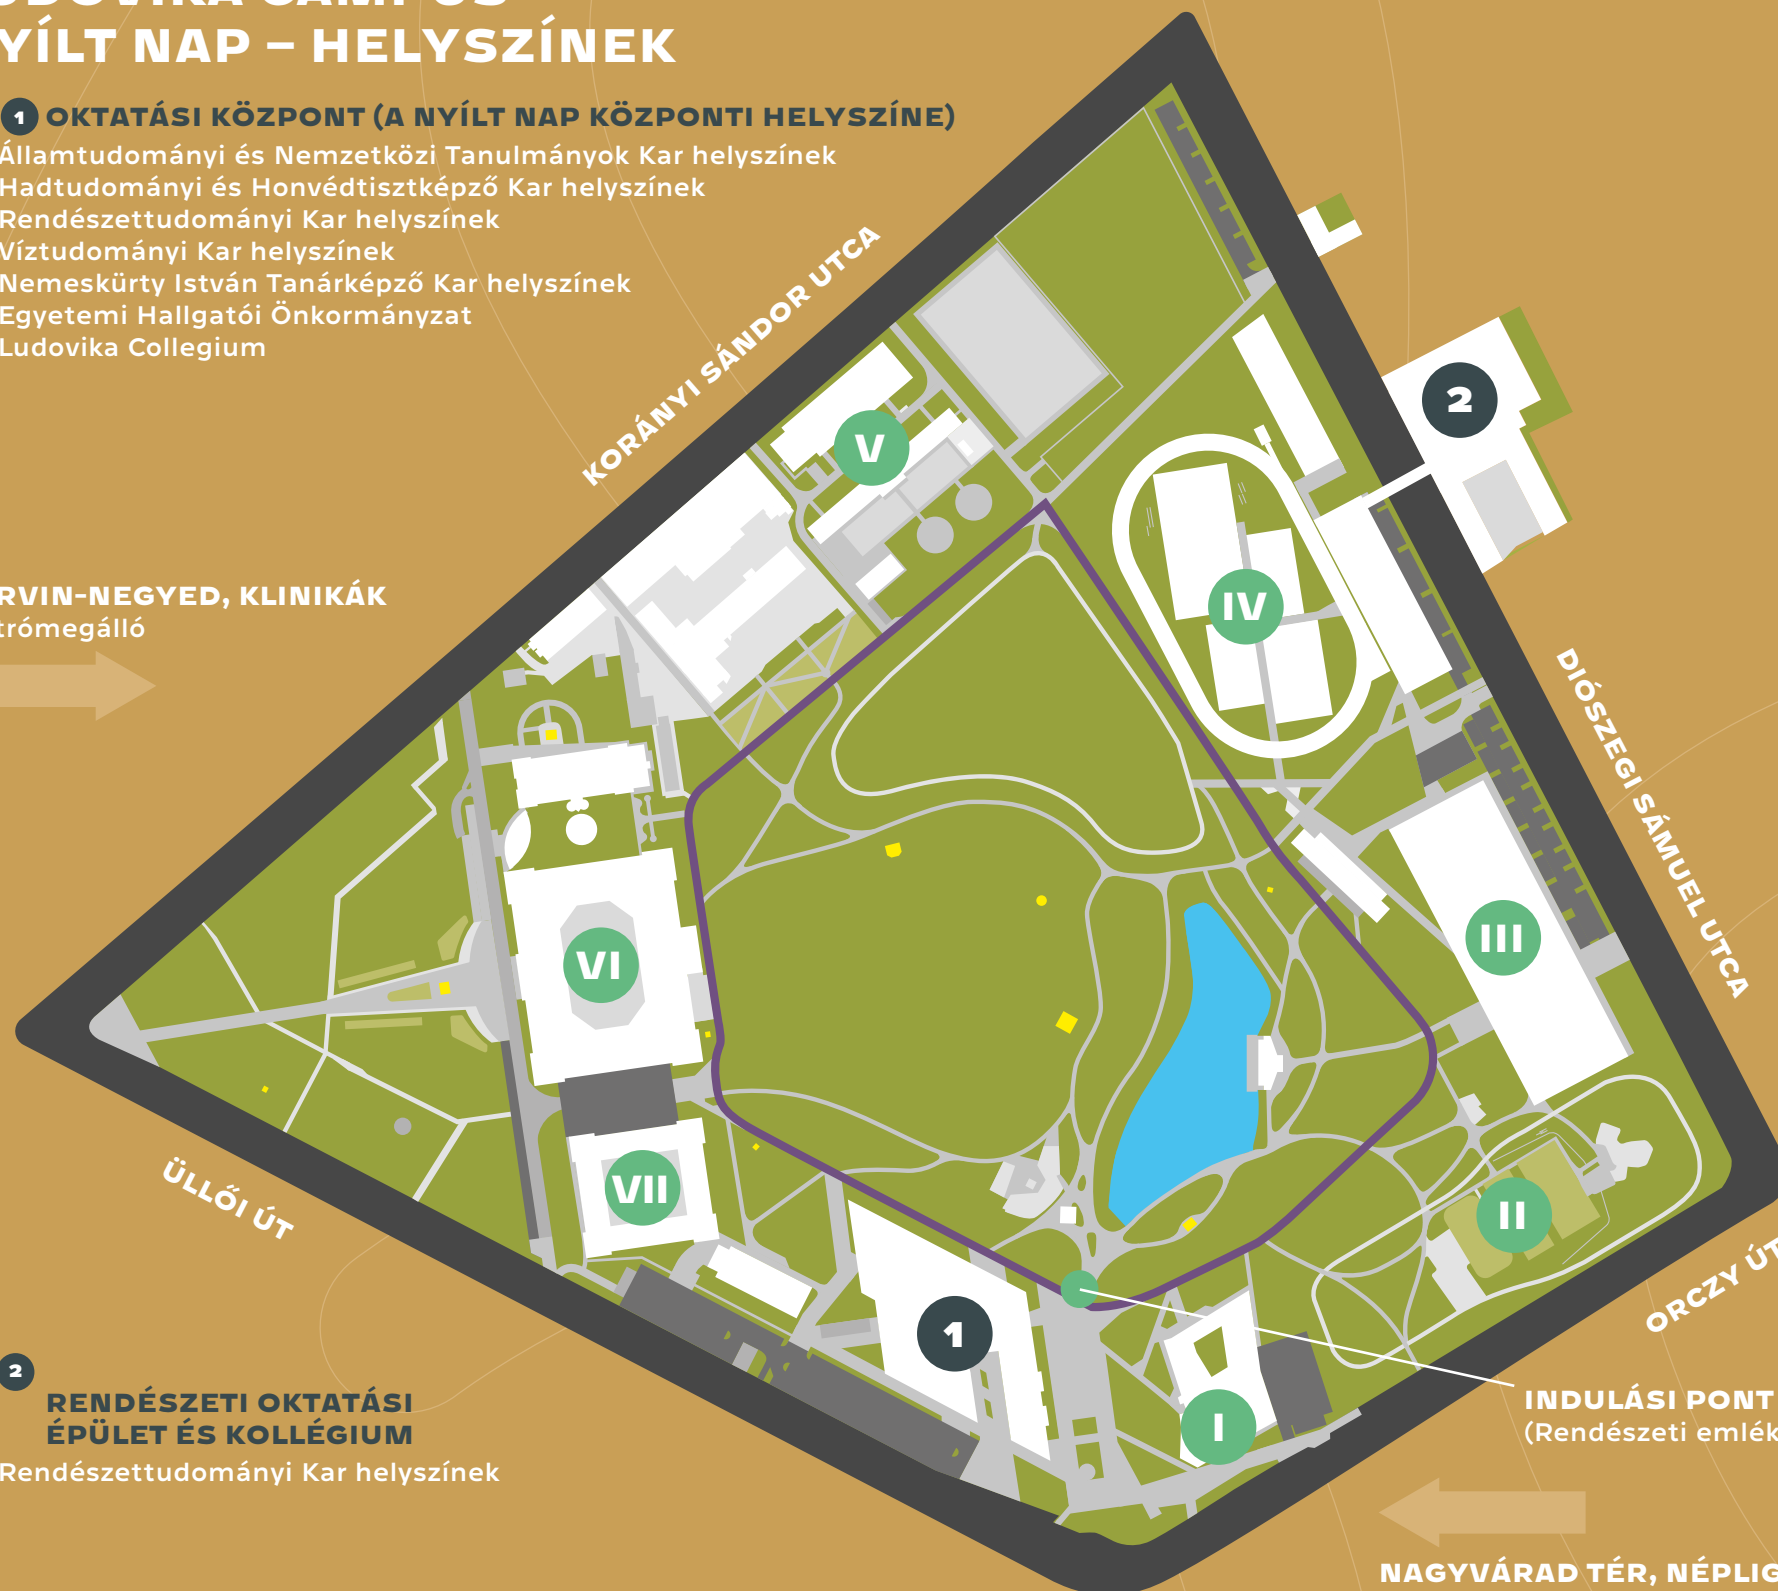 YÍLT NAP – HELYSZÍNEK
1 OKTATÁSI KÖZPONT (A NYÍLT NAP KÖZPONTI HELYSZÍNE)
Államtudományi és Nemzetközi Tanulmányok Kar helyszínek
Hadtudományi és Honvédtisztképző Kar helyszínek
Rendészettudományi Kar helyszínek
Víztudományi Kar helyszínek
Nemeskürty István Tanárképző Kar helyszínek
Egyetemi Hallgatói Önkormányzat
Ludovika Collegium
KORÁNYI SÁNDOR UTCA
2
V
RVIN-NEGYED, KLINIKÁK
trómegálló
IV
DIÓSZEGI SÁMUEL UTCA
III
VI
ÜLLŐI ÚT
VII
II
ORCZY ÚT
1
I
2
RENDÉSZETI OKTATÁSI
ÉPÜLET ÉS KOLLÉGIUM
Rendészettudományi Kar helyszínek
INDULÁSI PONT
(Rendészeti emlék
NAGYVÁRAD TÉR, NÉPLIG